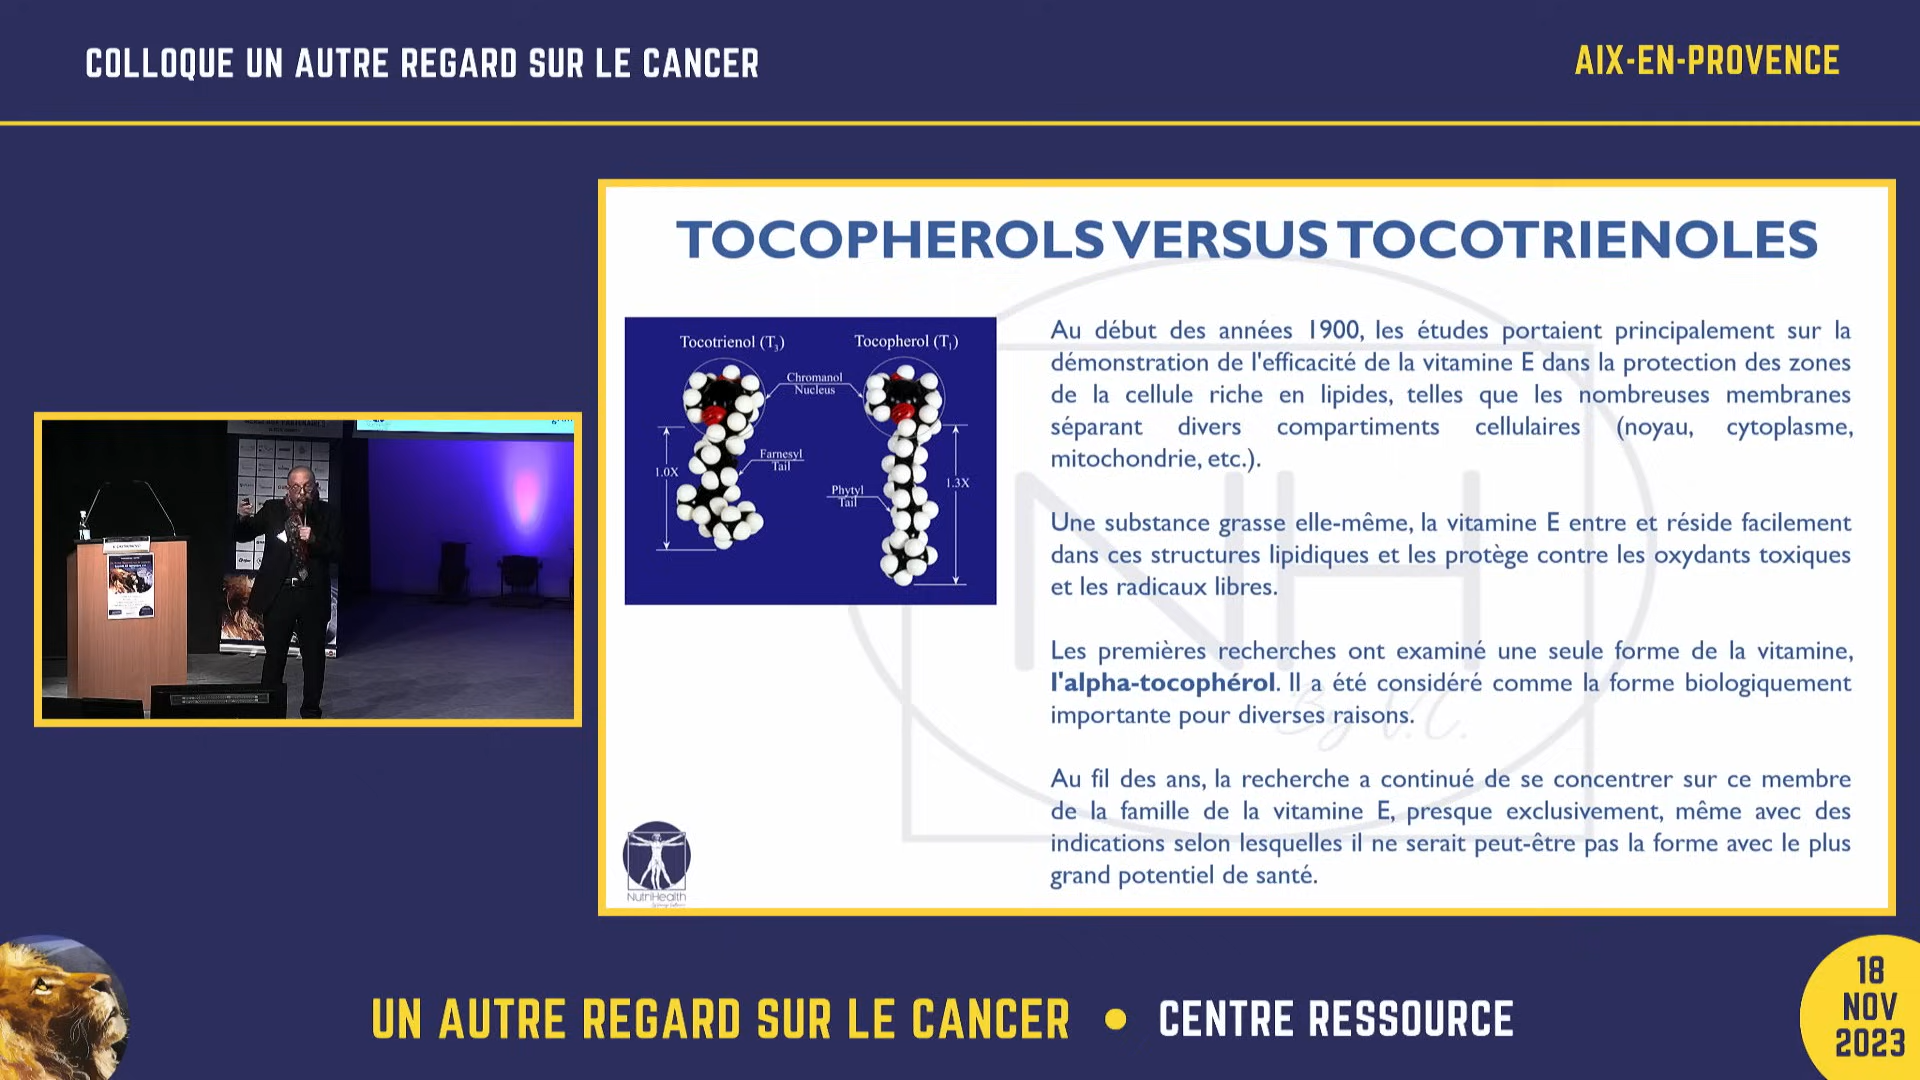 COLLOQUE UN AUTRE REGARD SUR LE CANCER
AIX-EN-PROVENCE
TOCOPHEROLS VERSUS TOCOTRIENOLES
Tocotrienol (T3)
Tocopherol (T1)
Chromanol
Nucleus
Farnesyl
Tail
1.0X
Phytyl
Tail
1.3X
Au début des années 1900, les études portaient principalement sur la
démonstration de l'efficacité de la vitamine E dans la protection des zones
de la cellule riche en lipides, telles que les nombreuses membranes
séparant divers compartiments cellulaires (noyau, cytoplasme,
mitochondrie, etc.).
Une substance grasse elle-même, la vitamine E entre et réside facilement
dans ces structures lipidiques et les protège contre les oxydants toxiques
et les radicaux libres.
Les premières recherches ont examiné une seule forme de la vitamine,
l'alpha-tocophérol. Il a été considéré comme la forme biologiquement
importante pour diverses raisons.
Au fil des ans, la recherche a continué de se concentrer sur ce membre
de la famille de la vitamine E, presque exclusivement, même avec des
indications selon lesquelles il ne serait peut-être pas la forme avec le plus
grand potentiel de santé.
NH
By V.C.
NutriHealth
UN AUTRE REGARD SUR LE CANCER • CENTRE RESSOURCE
18
NOV
2023